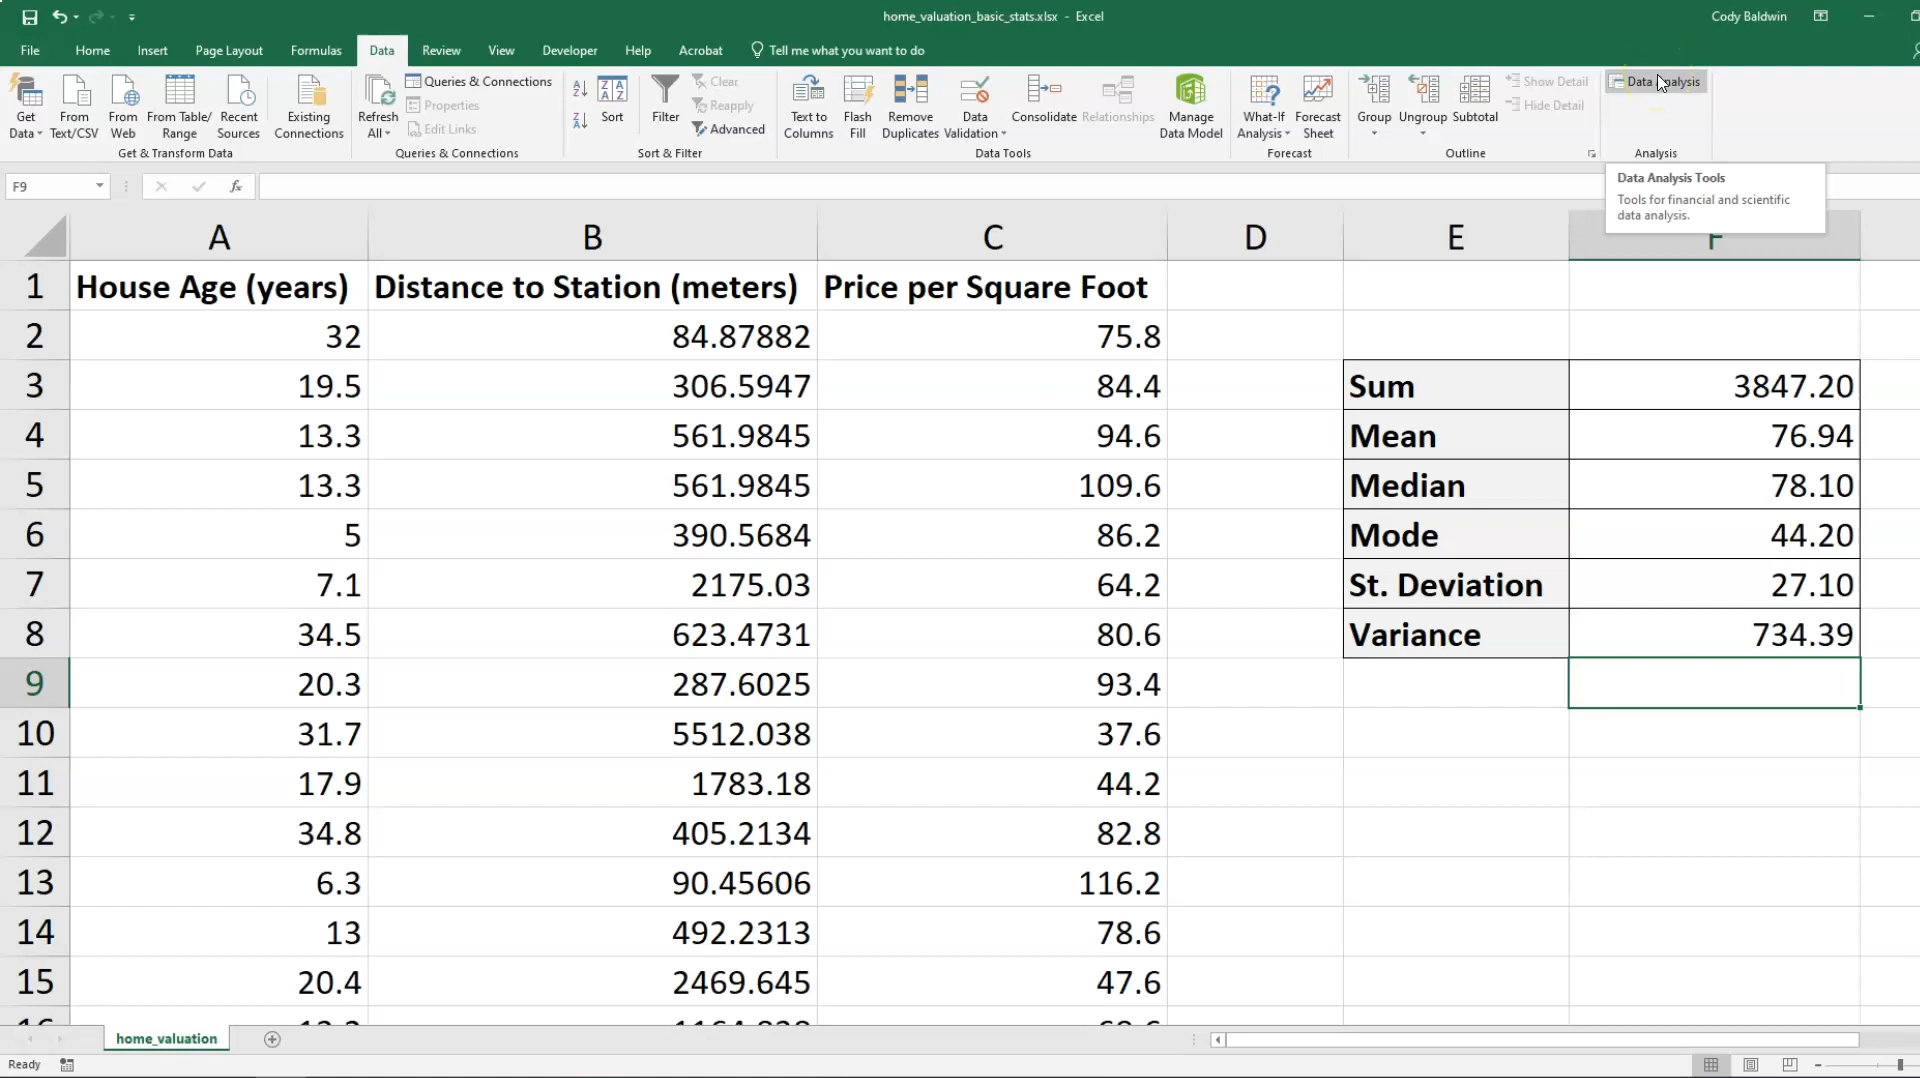 home_valuation_basic_stats.xlsx - Excel
Cody Baldwin
File Home Insert Page Layout Formulas Data Review View Developer Help Acrobat Tell me what you want to do
Get Data
From Text/CSV
From Web
From Table/ Range
Recent Sources
Existing Connections
Get & Transform Data
Refresh All
Queries & Connections
Properties
Edit Links
Queries & Connections
Sort
Filter
Clear
Reapply
Advanced
Sort & Filter
Text to Columns
Flash Fill
Remove Duplicates
Data Validation
Consolidate
Relationships
Manage Data Model
Data Tools
What-If Analysis
Forecast Sheet
Forecast
Group
Ungroup
Subtotal
Show Detail
Hide Detail
Outline
Data Analysis
Analysis
F9
fx
Data Analysis Tools
Tools for financial and scientific
data analysis.
A B C D E F
1 House Age (years) Distance to Station (meters) Price per Square Foot
2 32 84.87882 75.8
3 19.5 306.5947 84.4 Sum 3847.20
4 13.3 561.9845 94.6 Mean 76.94
5 13.3 561.9845 109.6 Median 78.10
6 5 390.5684 86.2 Mode 44.20
7 7.1 2175.03 64.2 St. Deviation 27.10
8 34.5 623.4731 80.6 Variance 734.39
9 20.3 287.6025 93.4
10 31.7 5512.038 37.6
11 17.9 1783.18 44.2
12 34.8 405.2134 82.8
13 6.3 90.45606 116.2
14 13 492.2313 78.6
15 20.4 2469.645 47.6
home_valuation
Ready